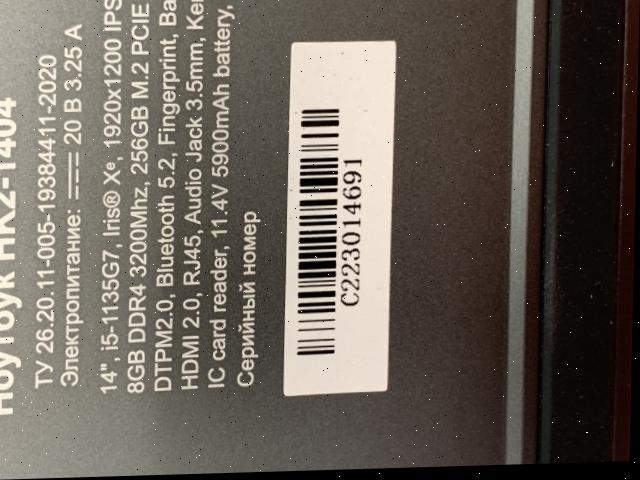 Ноутбук НК2-1404
ТУ 26.20.11-005-19384411-2020
Электропитание: ⎓ 20 В 3.25 А
14", i5-1135G7, Iris® Xᵉ, 1920x1200 IPS
8GB DDR4 3200Mhz, 256GB M.2 PCIE
DTPM2.0, Bluetooth 5.2, Fingerprint,
HDMI 2.0, RJ45, Audio Jack 3.5mm,
IC card reader, 11.4V 5900mAh battery,
Серийный номер
C223014691